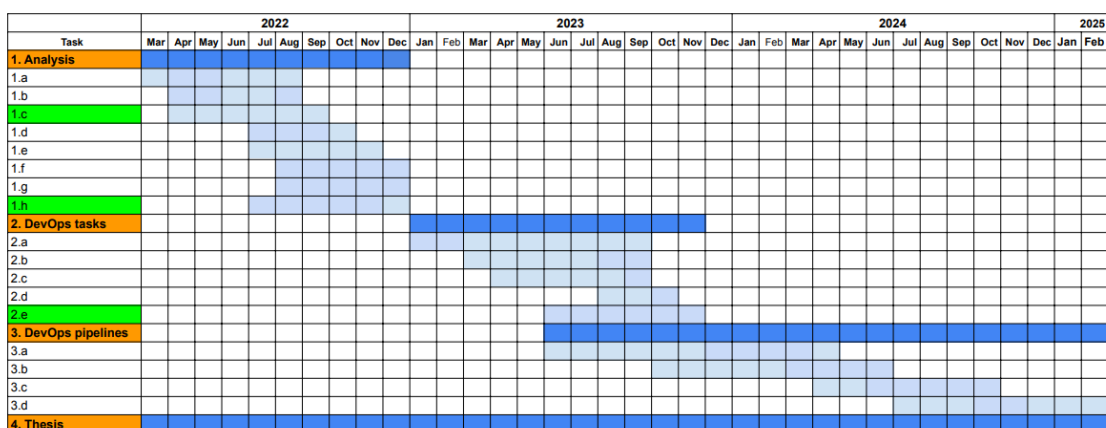 2022 2023 2024 2025
Task Mar Apr May Jun Jul Aug Sep Oct Nov Dec Jan Feb Mar Apr May Jun Jul Aug Sep Oct Nov Dec Jan Feb Mar Apr May Jun Jul Aug Sep Oct Nov Dec Jan Feb
1. Analysis
1.a
1.b
1.c
1.d
1.e
1.f
1.g
1.h
2. DevOps tasks
2.a
2.b
2.c
2.d
2.e
3. DevOps pipelines
3.a
3.b
3.c
3.d
4. Thesis